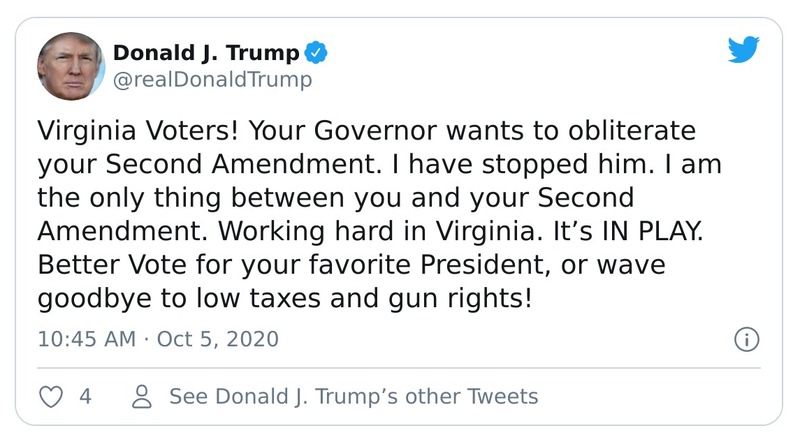 Donald J. Trump
@realDonaldTrump
Virginia Voters! Your Governor wants to obliterate
your Second Amendment. I have stopped him. I am
the only thing between you and your Second
Amendment. Working hard in Virginia. It’s IN PLAY.
Better Vote for your favorite President, or wave
goodbye to low taxes and gun rights!
10:45 AM · Oct 5, 2020
4 See Donald J. Trump’s other Tweets